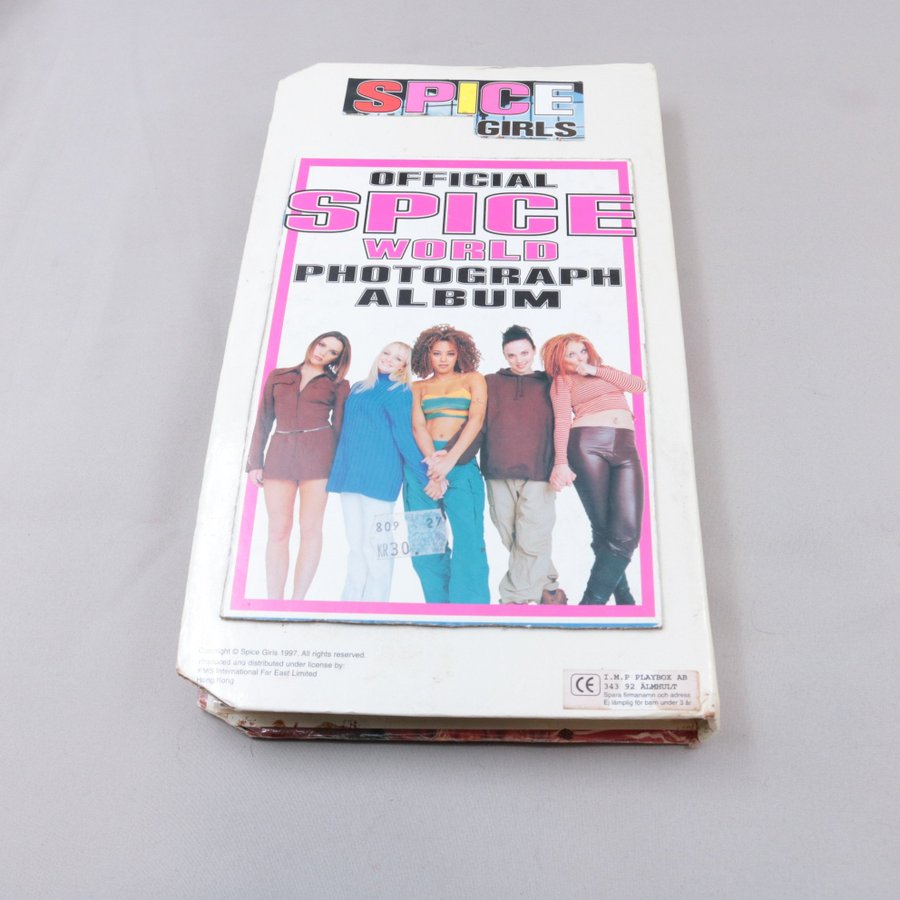 SPICE
GIRLS
OFFICIAL
SPICE
WORLD
PHOTOGRAPH
ALBUM
809 27
KR30
Copyright © Spice Girls 1997. All rights reserved.
Produced and distributed under license by:
KMS International Far East Limited
Hong Kong
CE
I.M.P PLAYBOX AB
343 92 ÄLMHULT
Spara firmanamn och adress
Ej lämplig för barn under 3 år